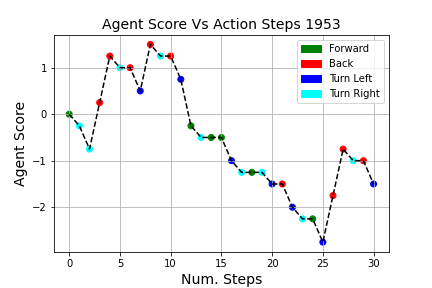 Agent Score Vs Action Steps 1953
Forward
Back
Turn Left
Turn Right
Agent Score
1
0
−1
−2
0 5 10 15 20 25 30
Num. Steps